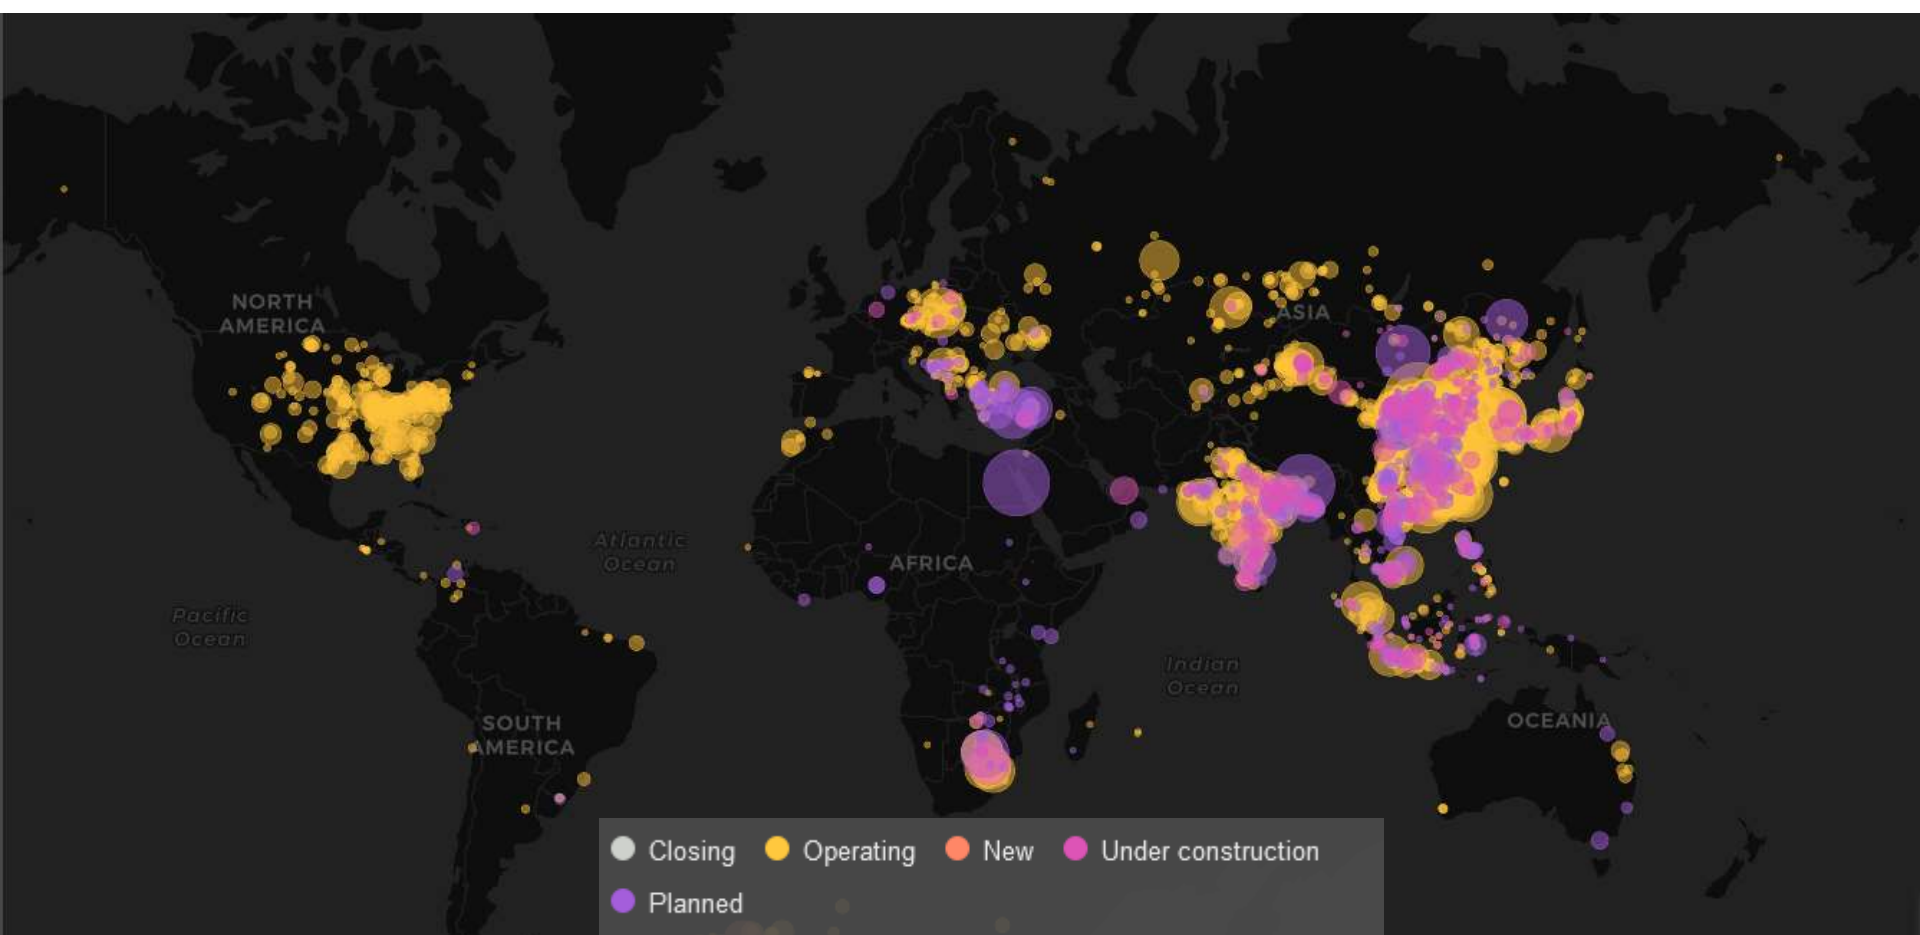 NORTH
AMERICA
ASIA
Atlantic
Ocean
AFRICA
Pacific
Ocean
Indian
Ocean
SOUTH
AMERICA
OCEANIA
Closing Operating New Under construction
Planned